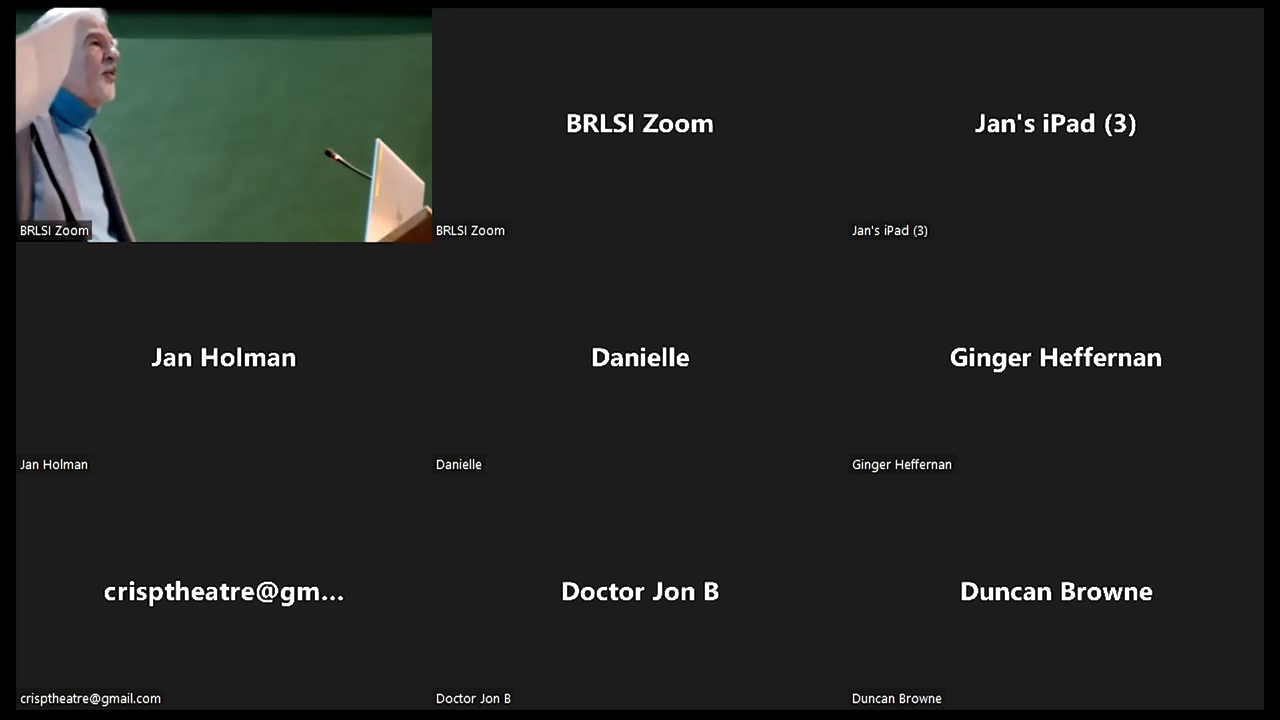 BRLSI Zoom
Jan's iPad (3)
BRLSI Zoom
BRLSI Zoom
Jan's iPad (3)
Jan Holman
Danielle
Ginger Heffernan
Jan Holman
Danielle
Ginger Heffernan
crisptheatre@gm...
Doctor Jon B
Duncan Browne
crisptheatre@gmail.com
Doctor Jon B
Duncan Browne